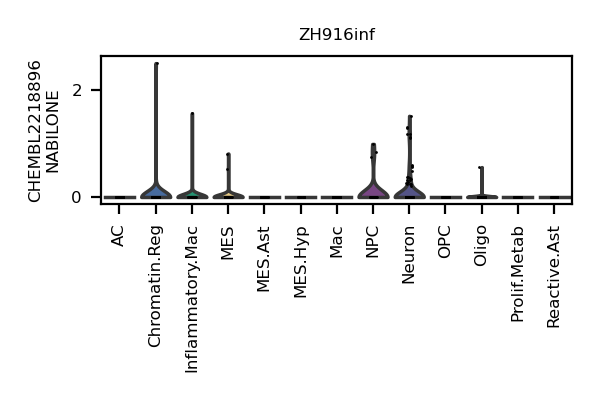 ZH916inf
CHEMBL2218896
NABILONE
2
0
AC
Chromatin.Reg
Inflammatory.Mac
MES
MES.Ast
MES.Hyp
Mac
NPC
Neuron
OPC
Oligo
Prolif.Metab
Reactive.Ast